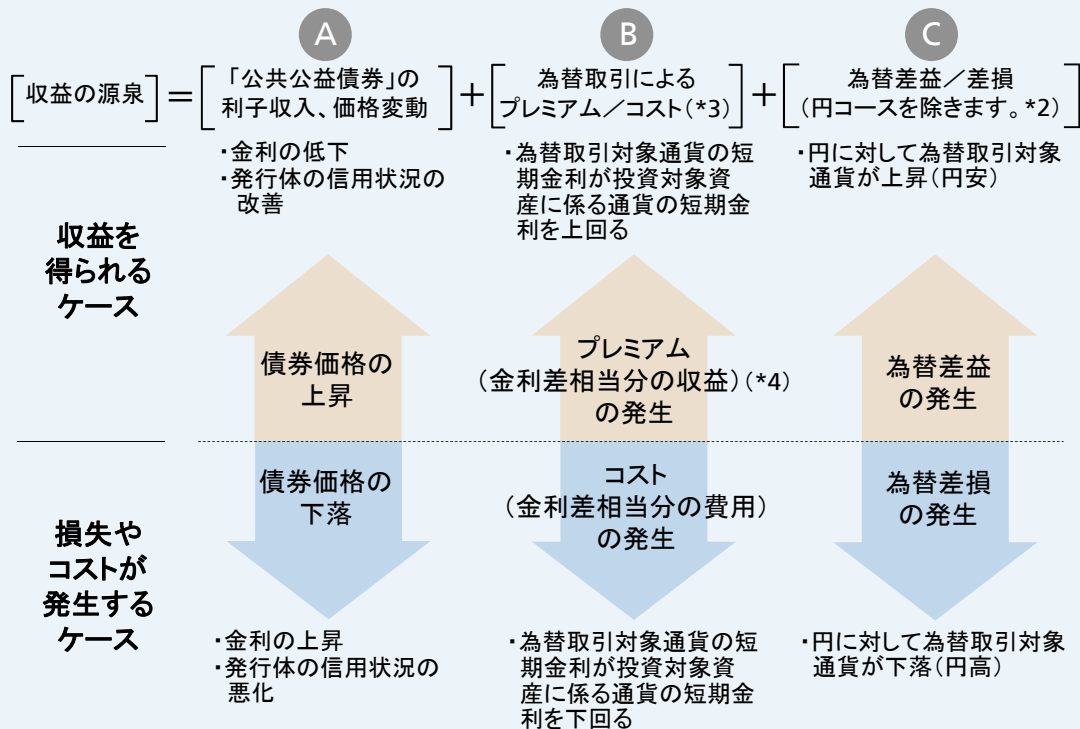 A
B
C
[収益の源泉]=[「公共公益債券」の利子収入、価格変動]+[為替取引によるプレミアム/コスト(*3)]+[為替差益/差損(円コースを除きます。*2)]
収益を
得られる
ケース
・金利の低下
・発行体の信用状況の
改善
・為替取引対象通貨の短
期金利が投資対象資
産に係る通貨の短期金
利を上回る
・円に対して為替取引対象
通貨が上昇(円安)
債券価格の
上昇
プレミアム
(金利差相当分の収益)(*4)
の発生
為替差益
の発生
損失や
コストが
発生する
ケース
債券価格の
下落
コスト
(金利差相当分の費用)
の発生
為替差損
の発生
・金利の上昇
・発行体の信用状況の
悪化
・為替取引対象通貨の短
期金利が投資対象資
産に係る通貨の短期金
利を下回る
・円に対して為替取引対象
通貨が下落(円高)